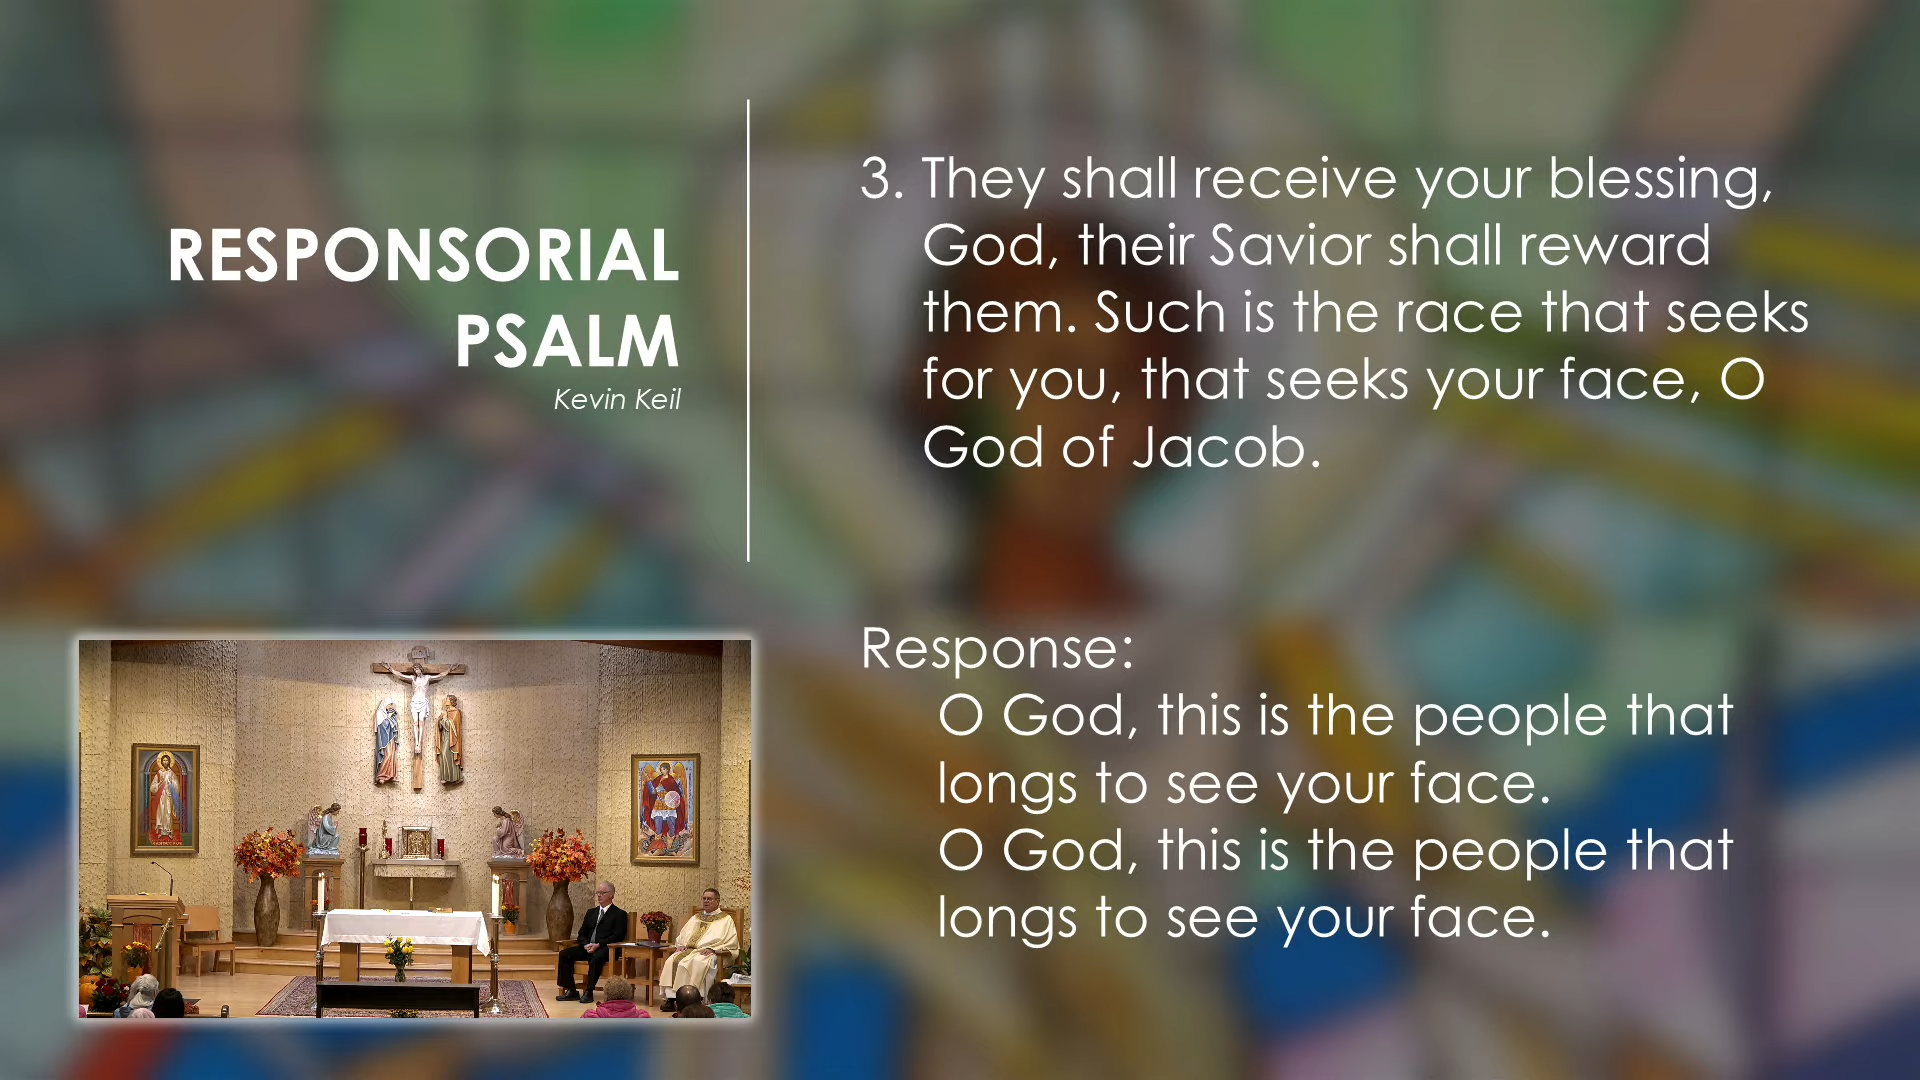 RESPONSORIAL
PSALM
Kevin Keil
3. They shall receive your blessing,
God, their Savior shall reward
them. Such is the race that seeks
for you, that seeks your face, O
God of Jacob.
Response:
O God, this is the people that
longs to see your face.
O God, this is the people that
longs to see your face.